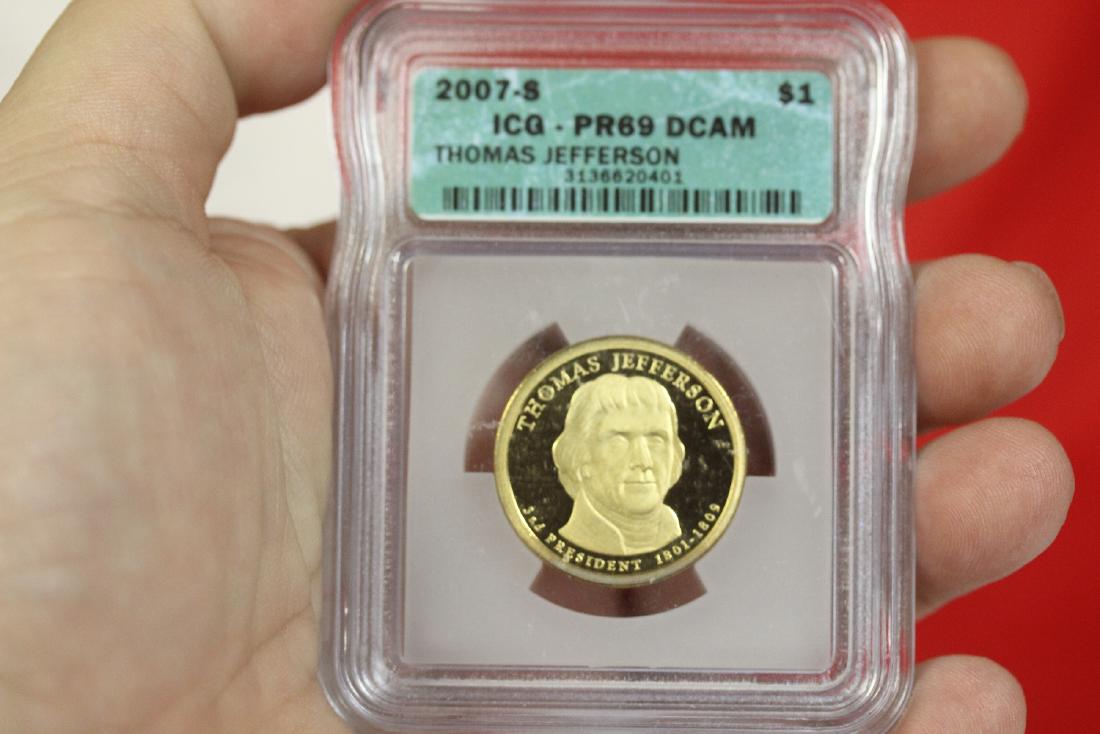 2007-S $1
ICG - PR69 DCAM
THOMAS JEFFERSON
3136620401
THOMAS JEFFERSON
3rd PRESIDENT 1801-1809